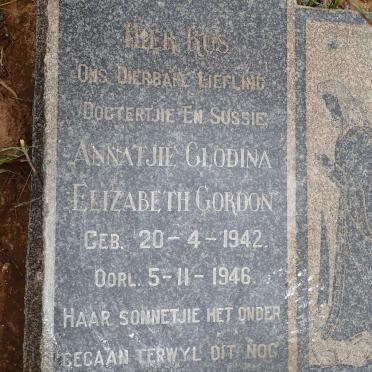 HIER RUS
ONS DIERBARE LIEFLING
DOGTERTJIE EN SUSSIE
ANNATJIE GLODINA
ELIZABETH GORDON
GEB. 20-4-1942.
OORL. 5-11-1946.
HAAR SONNETJIE HET ONDER
GEGAAN TERWYL DIT NOG